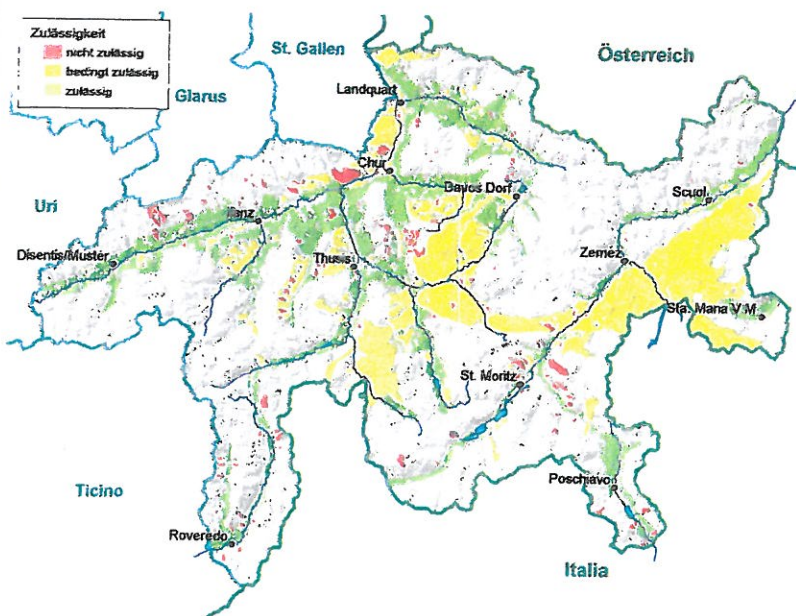 Zulässigkeit
nicht zulässig
bedingt zulässig
zulässig
St. Gallen
Österreich
Glarus
Landquart
Chur
Davos Dorf
Uri
Ilanz
Scuol
Disentis/Muster
Thusis
Zernez
Sta. Maria V M
St. Moritz
Ticino
Poschiavo
Roveredo
Italia